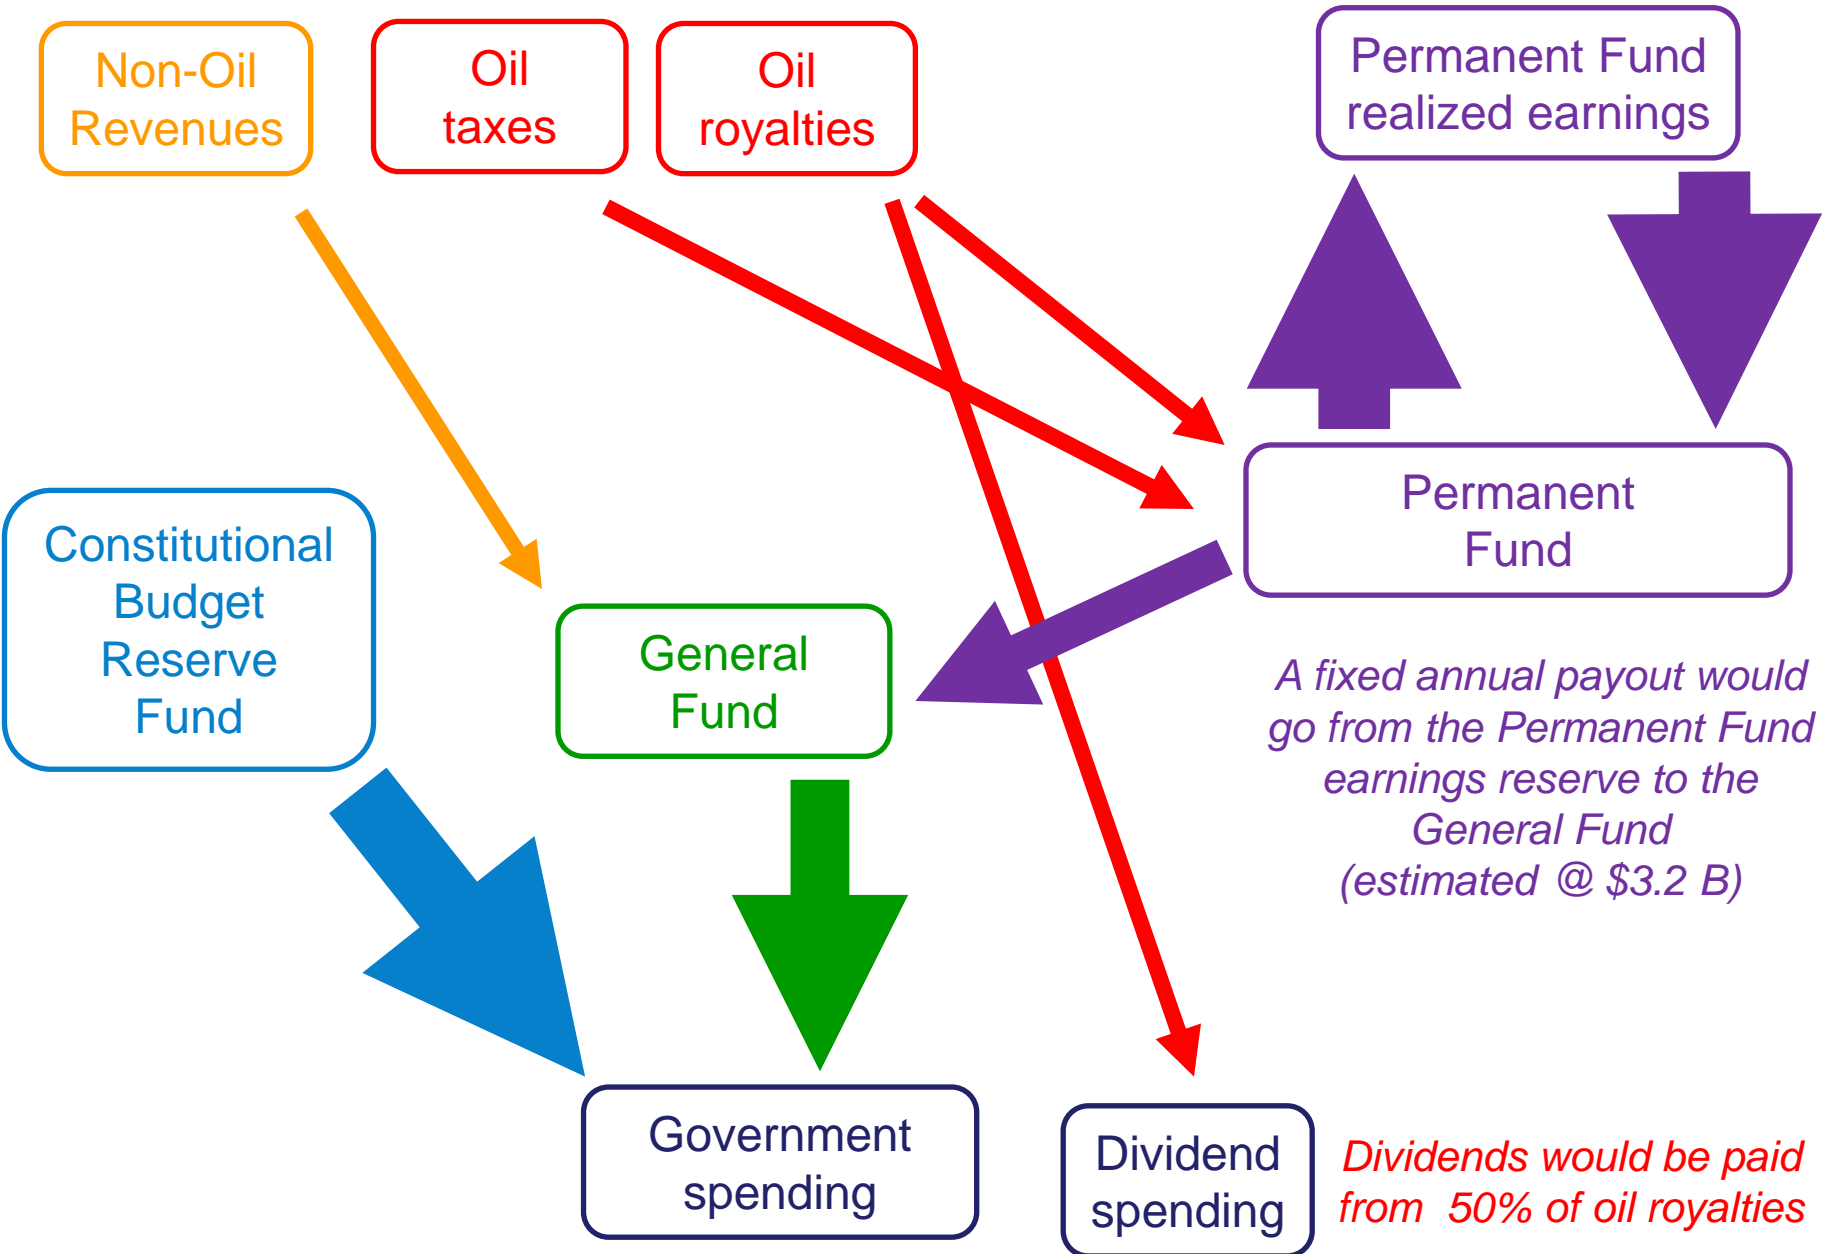 Non-Oil
Revenues
Oil
taxes
Oil
royalties
Permanent Fund
realized earnings
Constitutional
Budget
Reserve
Fund
General
Fund
Permanent
Fund
A fixed annual payout would
go from the Permanent Fund
earnings reserve to the
General Fund
(estimated @ $3.2 B)
Government
spending
Dividend
spending
Dividends would be paid
from 50% of oil royalties